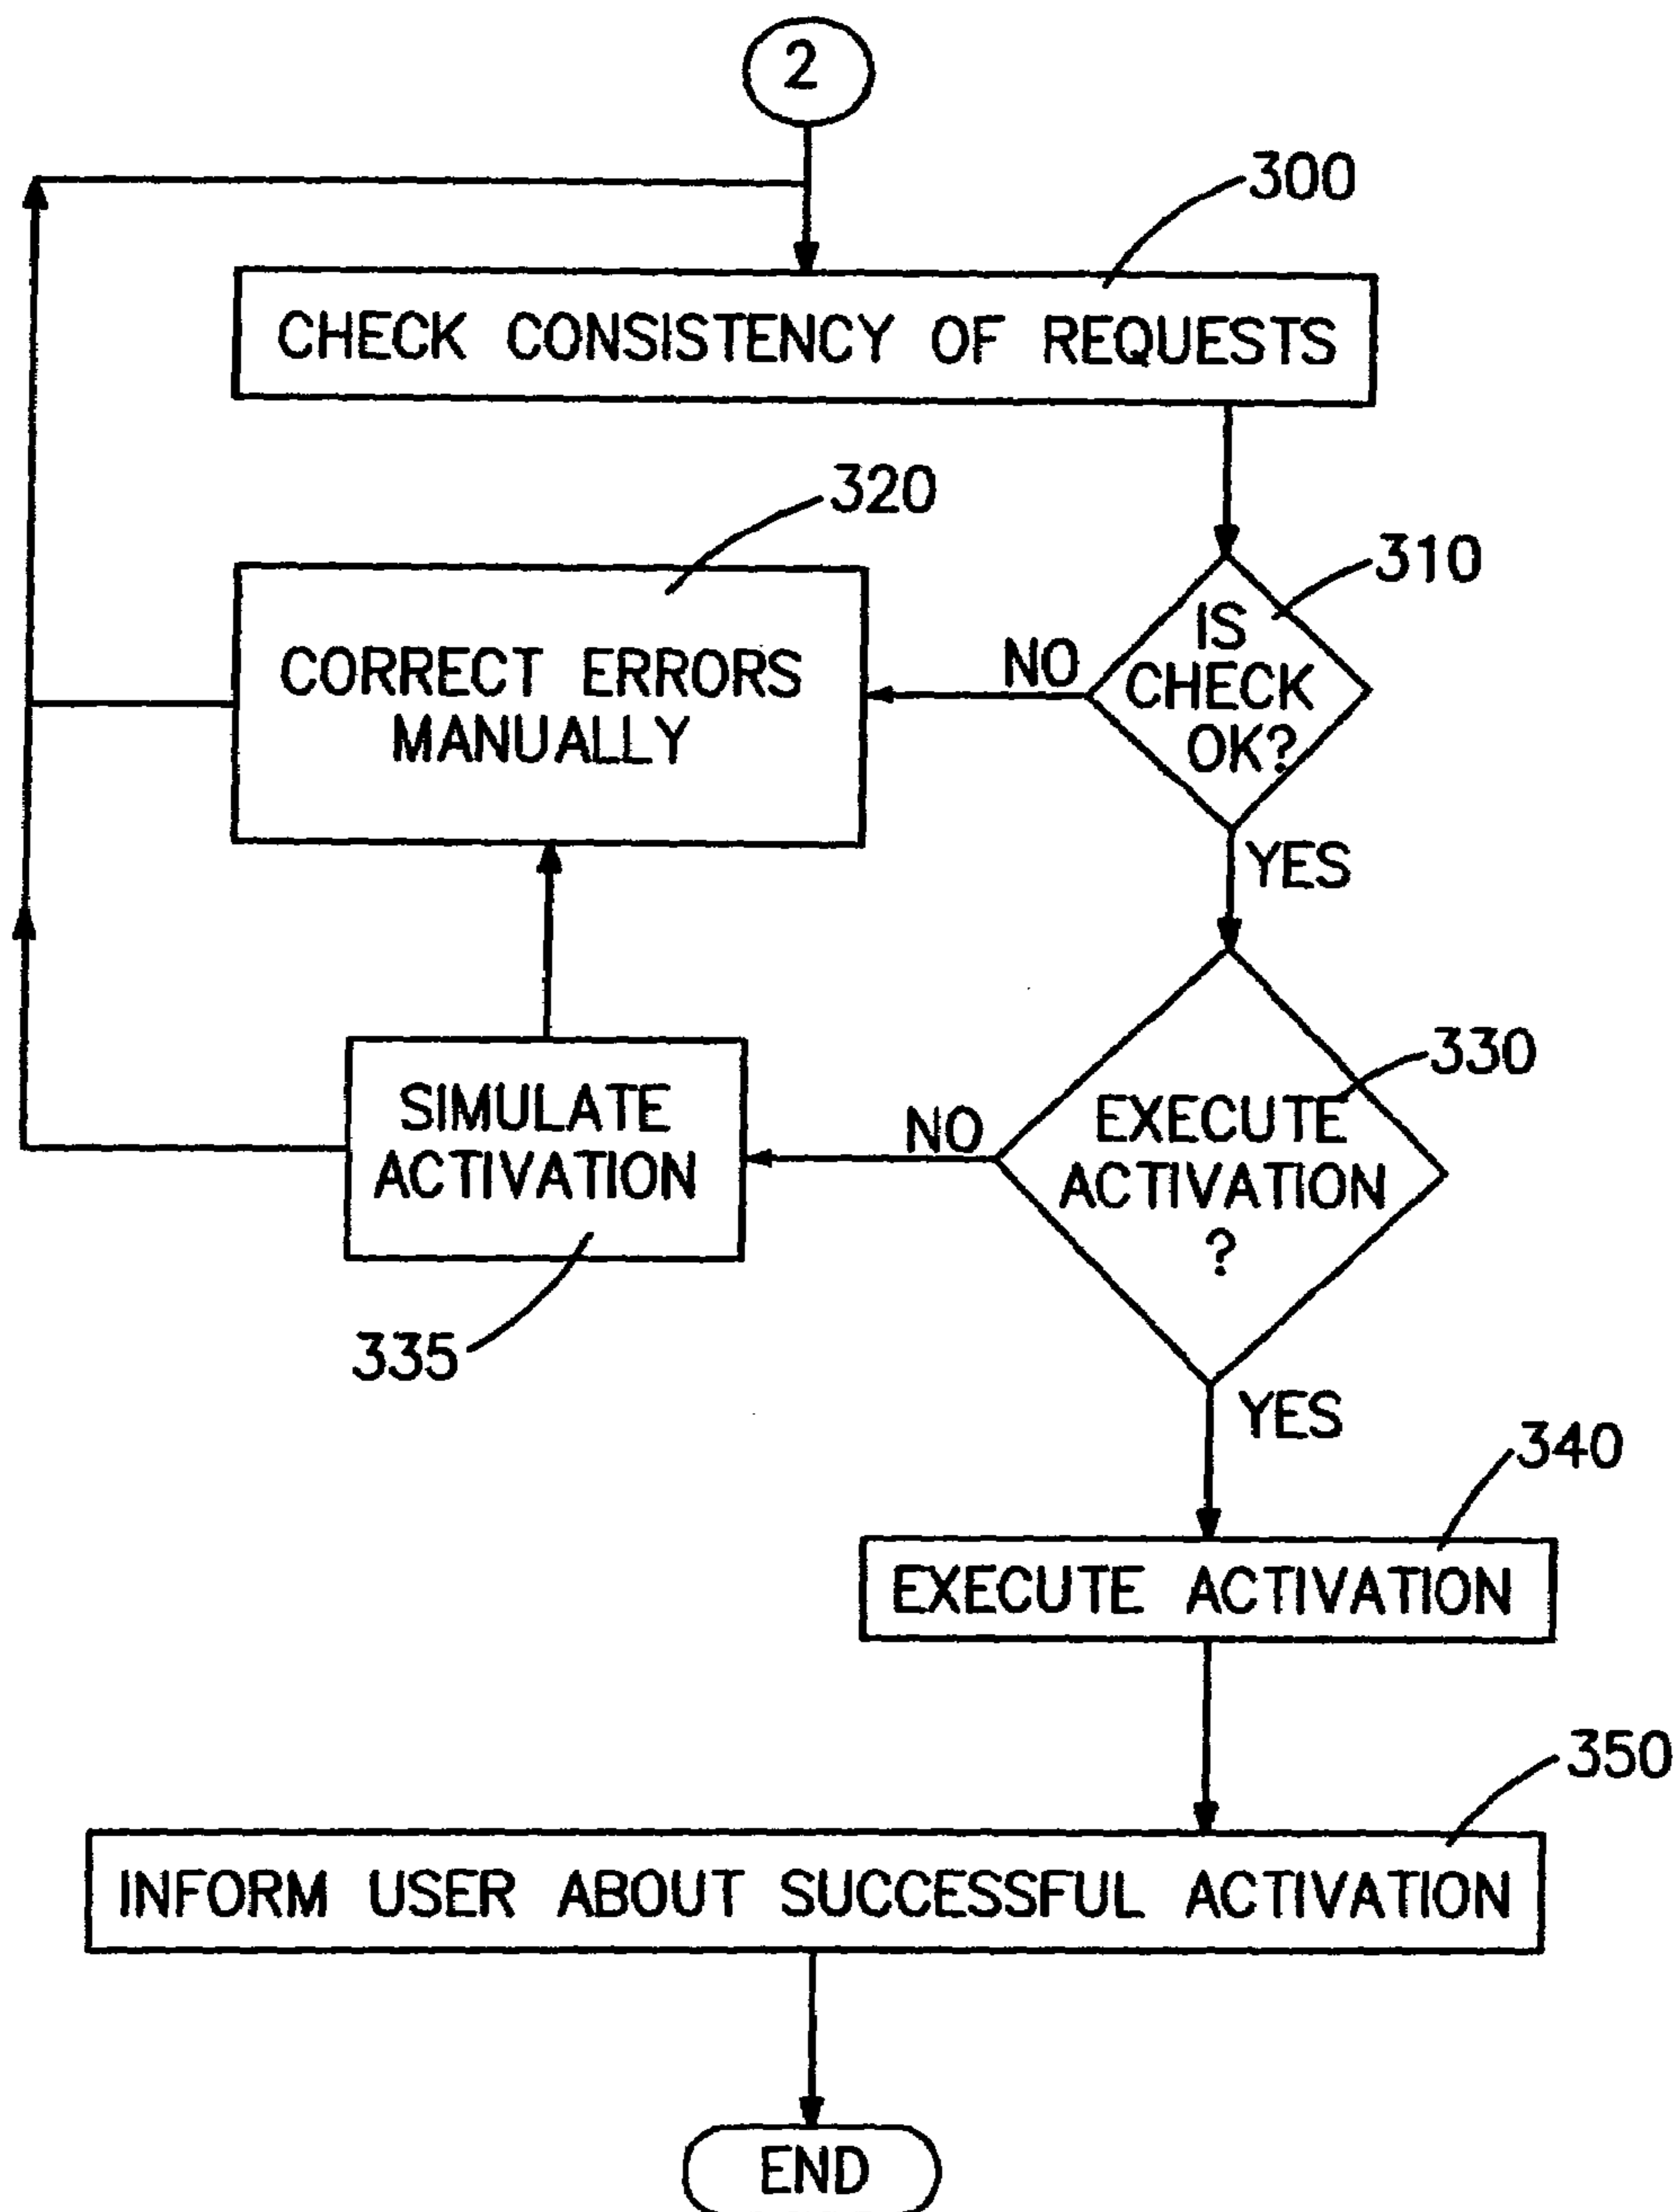 2
300
CHECK CONSISTENCY OF REQUESTS
320
310
IS
CHECK
OK?
NO
CORRECT ERRORS
MANUALLY
YES
330
EXECUTE
ACTIVATION
?
NO
SIMULATE
ACTIVATION
335
YES
340
EXECUTE ACTIVATION
350
INFORM USER ABOUT SUCCESSFUL ACTIVATION
END